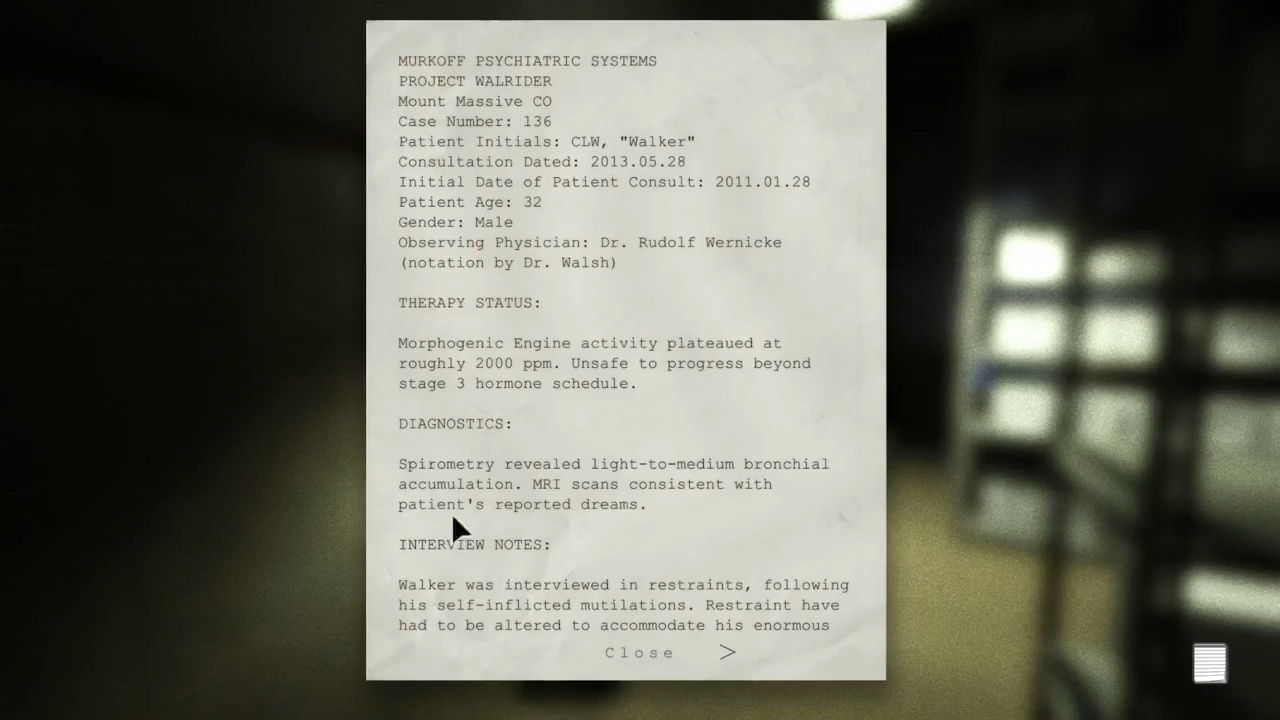 MURKOFF PSYCHIATRIC SYSTEMS
PROJECT WALRIDER
Mount Massive CO
Case Number: 136
Patient Initials: CLW, "Walker"
Consultation Dated: 2013.05.28
Initial Date of Patient Consult: 2011.01.28
Patient Age: 32
Gender: Male
Observing Physician: Dr. Rudolf Wernicke
(notation by Dr. Walsh)
THERAPY STATUS:
Morphogenic Engine activity plateaued at
roughly 2000 ppm. Unsafe to progress beyond
stage 3 hormone schedule.
DIAGNOSTICS:
Spirometry revealed light-to-medium bronchial
accumulation. MRI scans consistent with
patient's reported dreams.
INTERVIEW NOTES:
Walker was interviewed in restraints, following
his self-inflicted mutilations. Restraint have
had to be altered to accommodate his enormous
Close >